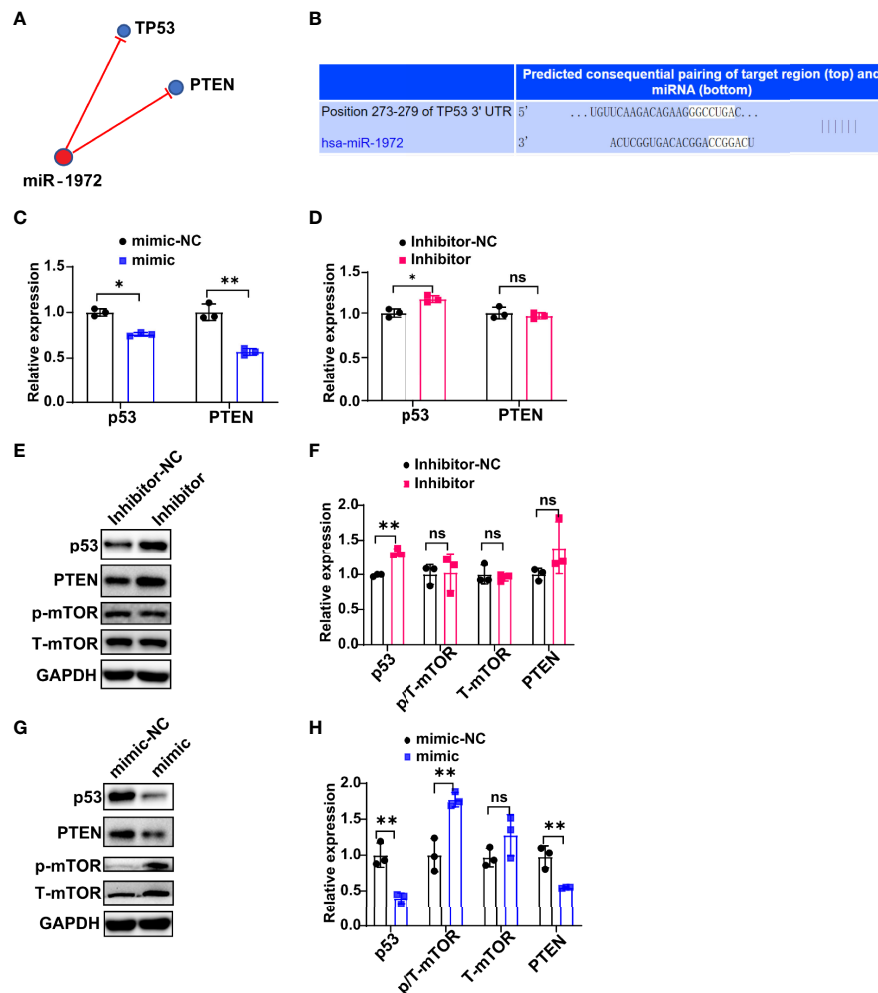 A
TP53
PTEN
miR-1972
B
Predicted consequential pairing of target region (top) and
miRNA (bottom)
Position 273-279 of TP53 3' UTR 5' ...UGUUCAAGACAGAAGGGCCUGAC...
hsa-miR-1972 3' ACUCGGUGACACGGACCGGACU
C
mimic-NC
mimic
Relative expression
1.5
1.0
0.5
0.0
*
**
p53
PTEN
D
Inhibitor-NC
Inhibitor
Relative expression
1.5
1.0
1.5
0.0
*
ns
p53
PTEN
E
Inhibitor-NC
Inhibitor
p53
PTEN
p-mTOR
T-mTOR
GAPDH
F
Inhibitor-NC
Inhibitor
Relative expression
2.0
1.5
1.0
0.5
0.0
**
ns
ns
ns
p53
p/T-mTOR
T-mTOR
PTEN
G
mimic-NC
mimic
p53
PTEN
p-mTOR
T-mTOR
GAPDH
H
mimic-NC
mimic
Relative expression
2.0
1.5
1.0
0.5
0.0
**
**
ns
**
p53
p/T-mTOR
T-mTOR
PTEN